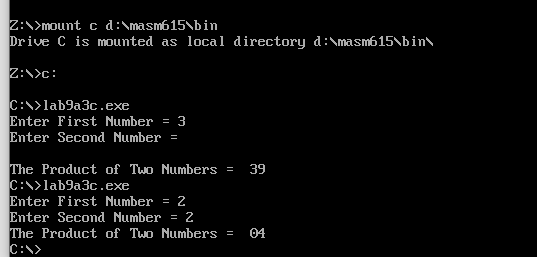 Z:\>mount c d:\masm615\bin
Drive C is mounted as local directory d:\masm615\bin\
Z:\>c:
C:\>lab9a3c.exe
Enter First Number = 3
Enter Second Number =
The Product of Two Numbers =  39
C:\>lab9a3c.exe
Enter First Number = 2
Enter Second Number = 2
The Product of Two Numbers =  04
C:\>